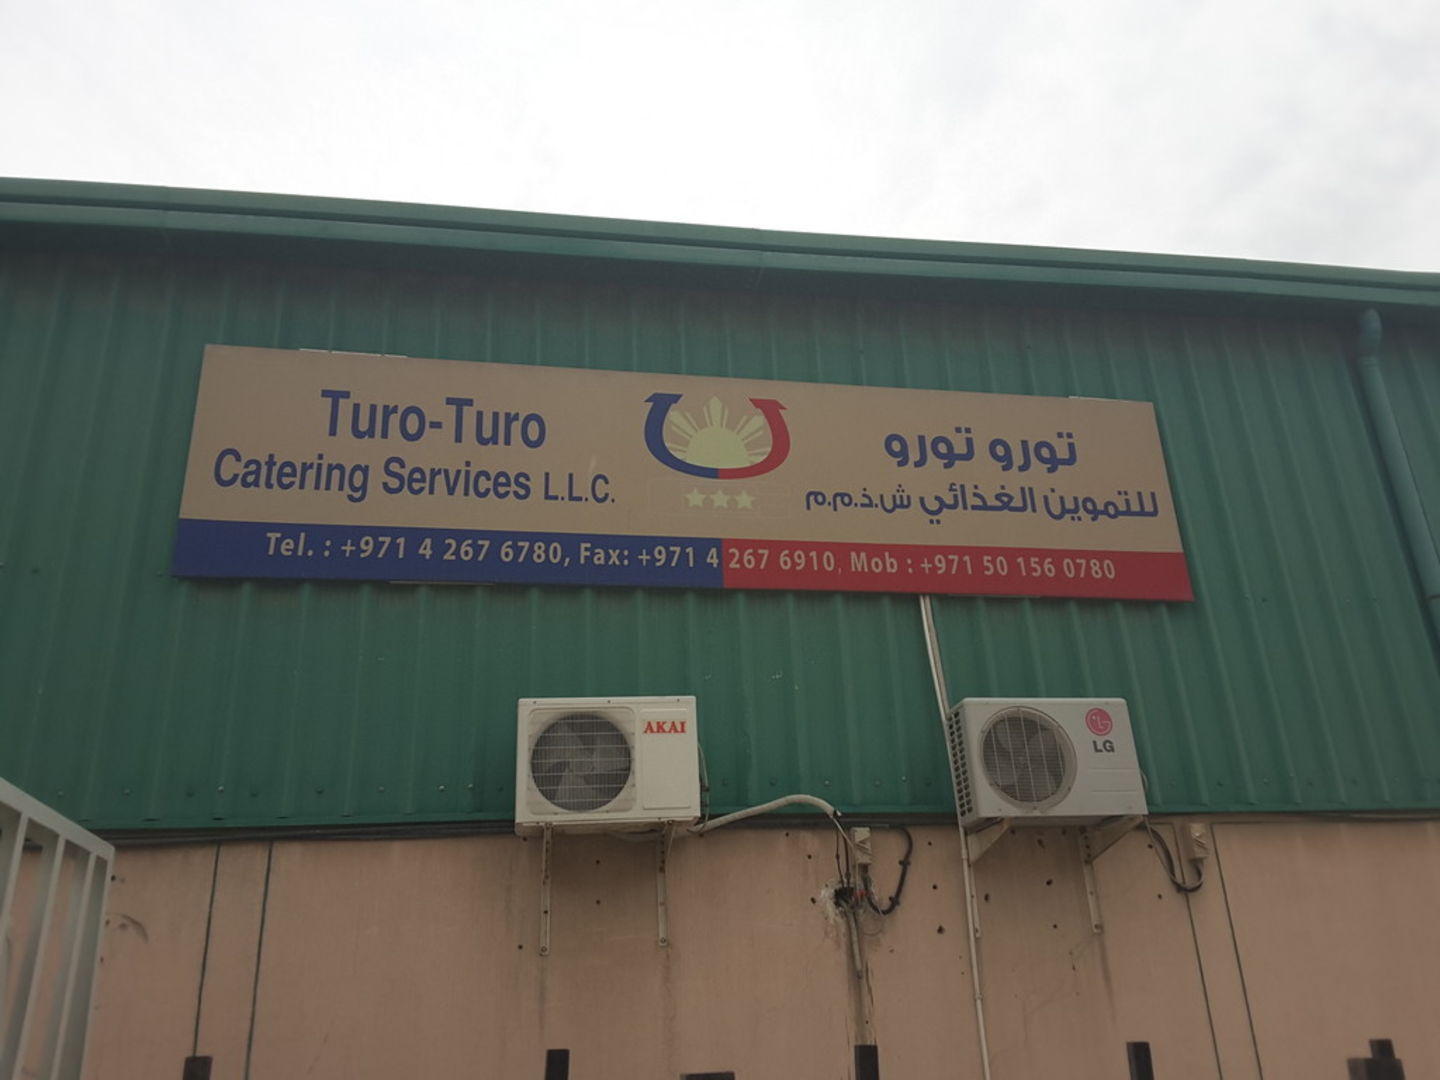 Turo-Turo
Catering Services L.L.C.
تورو تورو
للتموين الغذائي ش.ذ.م.م
Tel. : +971 4 267 6780, Fax: +971 4 267 6910, Mob : +971 50 156 0780
AKAI
LG